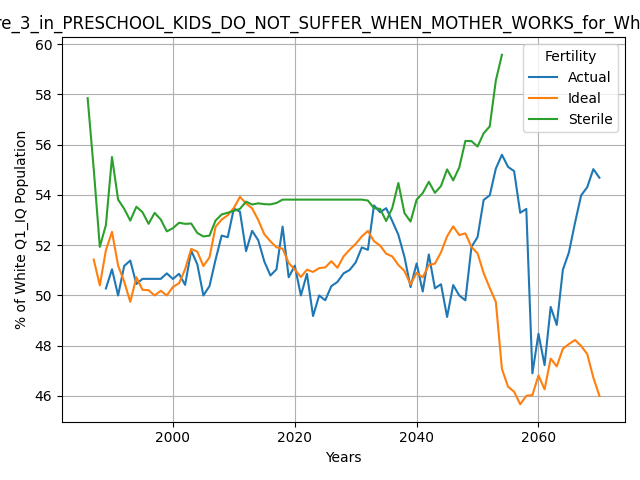 re_3_in_PRESCHOOL_KIDS_DO_NOT_SUFFER_WHEN_MOTHER_WORKS_for_Wh
Fertility
Actual
Ideal
Sterile
% of White Q1_IQ Population
60
58
56
54
52
50
48
46
2000
2020
2040
2060
Years